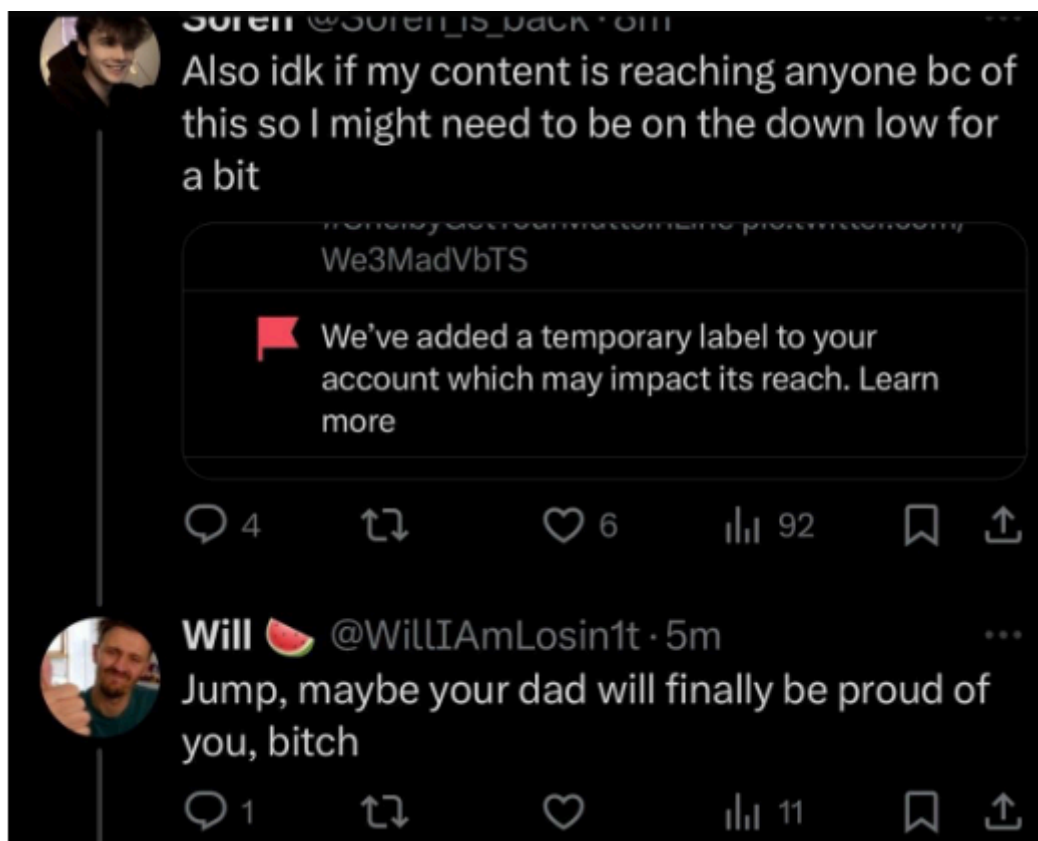 Soren @Soren_is_back · 8m
Also idk if my content is reaching anyone bc of
this so I might need to be on the down low for
a bit
We3MadVbTS
We've added a temporary label to your
account which may impact its reach. Learn
more
4 6 92
Will 🍉 @WillIAmLosin1t · 5m
Jump, maybe your dad will finally be proud of
you, bitch
1 11